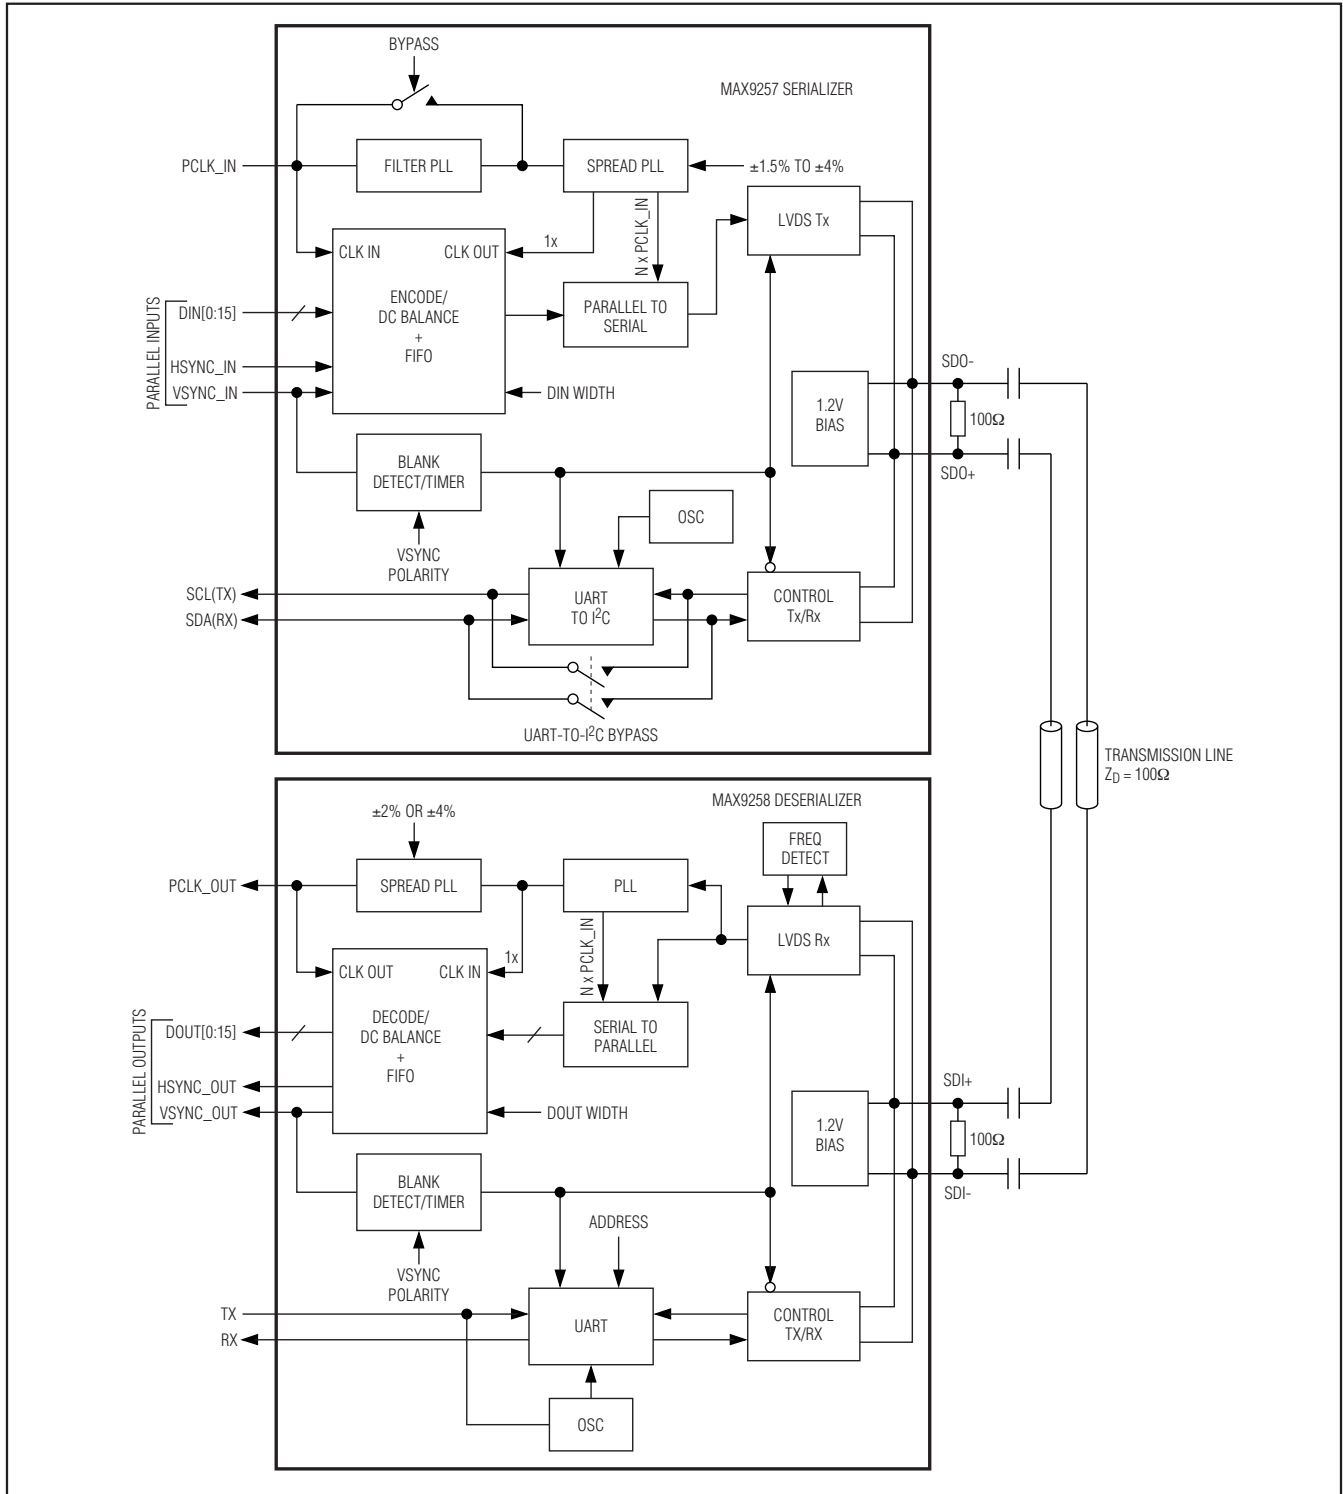 BYPASS
MAX9257 SERIALIZER
PCLK_IN
FILTER PLL
SPREAD PLL
±1.5% TO ±4%
LVDS Tx
N x PCLK_IN
1x
CLK IN
CLK OUT
PARALLEL INPUTS
DIN[0:15]
ENCODE/
DC BALANCE
+
FIFO
PARALLEL TO
SERIAL
HSYNC_IN
VSYNC_IN
DIN WIDTH
1.2V
BIAS
SDO-
100Ω
SDO+
BLANK
DETECT/TIMER
OSC
VSYNC
POLARITY
SCL(TX)
SDA(RX)
UART
TO I²C
CONTROL
Tx/Rx
UART-TO-I²C BYPASS
TRANSMISSION LINE
Z_D = 100Ω
MAX9258 DESERIALIZER
±2% OR ±4%
FREQ
DETECT
PCLK_OUT
SPREAD PLL
PLL
LVDS Rx
N x PCLK_IN
1x
CLK OUT
CLK IN
PARALLEL OUTPUTS
DOUT[0:15]
DECODE/
DC BALANCE
+
FIFO
SERIAL TO
PARALLEL
HSYNC_OUT
VSYNC_OUT
DOUT WIDTH
1.2V
BIAS
SDI+
100Ω
SDI-
BLANK
DETECT/TIMER
ADDRESS
VSYNC
POLARITY
TX
RX
UART
CONTROL
TX/RX
OSC